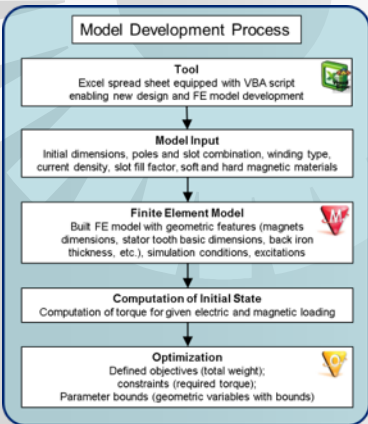 Model Development Process
Tool
Excel spread sheet equipped with VBA script
enabling new design and FE model development
Model Input
Initial dimensions, poles and slot combination, winding type,
current density, slot fill factor, soft and hard magnetic materials
Finite Element Model
Built FE model with geometric features (magnets
dimensions, stator tooth basic dimensions, back iron
thickness, etc.), simulation conditions, excitations
Computation of Initial State
Computation of torque for given electric and magnetic loading
Optimization
Defined objectives (total weight);
constraints (required torque);
Parameter bounds (geometric variables with bounds)